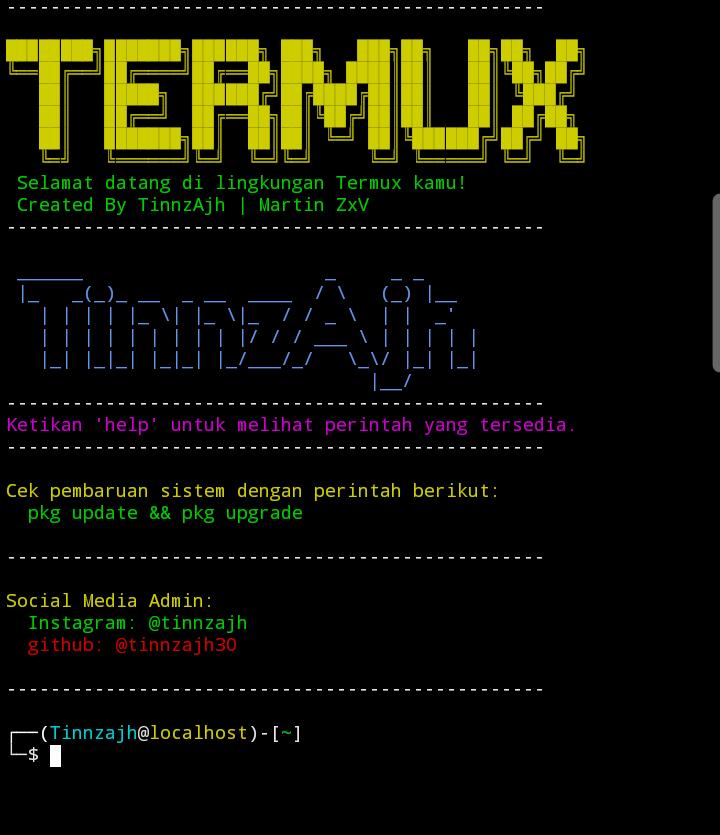 -------------------------------------------------
TERMUX
Selamat datang di lingkungan Termux kamu!
Created By TinnzAjh | Martin ZxV
-------------------------------------------------
TinnzAjh
-------------------------------------------------
Ketikan 'help' untuk melihat perintah yang tersedia.
-------------------------------------------------
Cek pembaruan sistem dengan perintah berikut:
pkg update && pkg upgrade
-------------------------------------------------
Social Media Admin:
Instagram: @tinnzajh
github: @tinnzajh30
-------------------------------------------------
┌──(Tinnzajh@localhost)-[~]
└─$